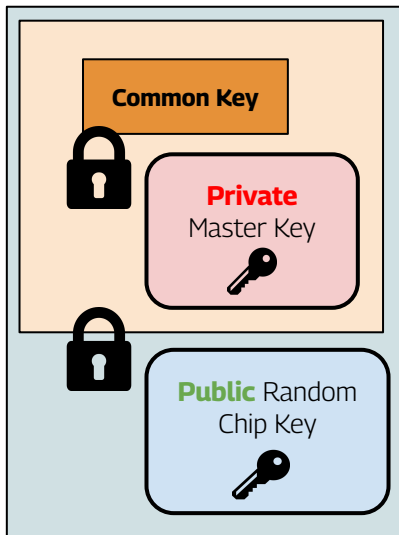 Common Key
Private
Master Key
Public Random
Chip Key